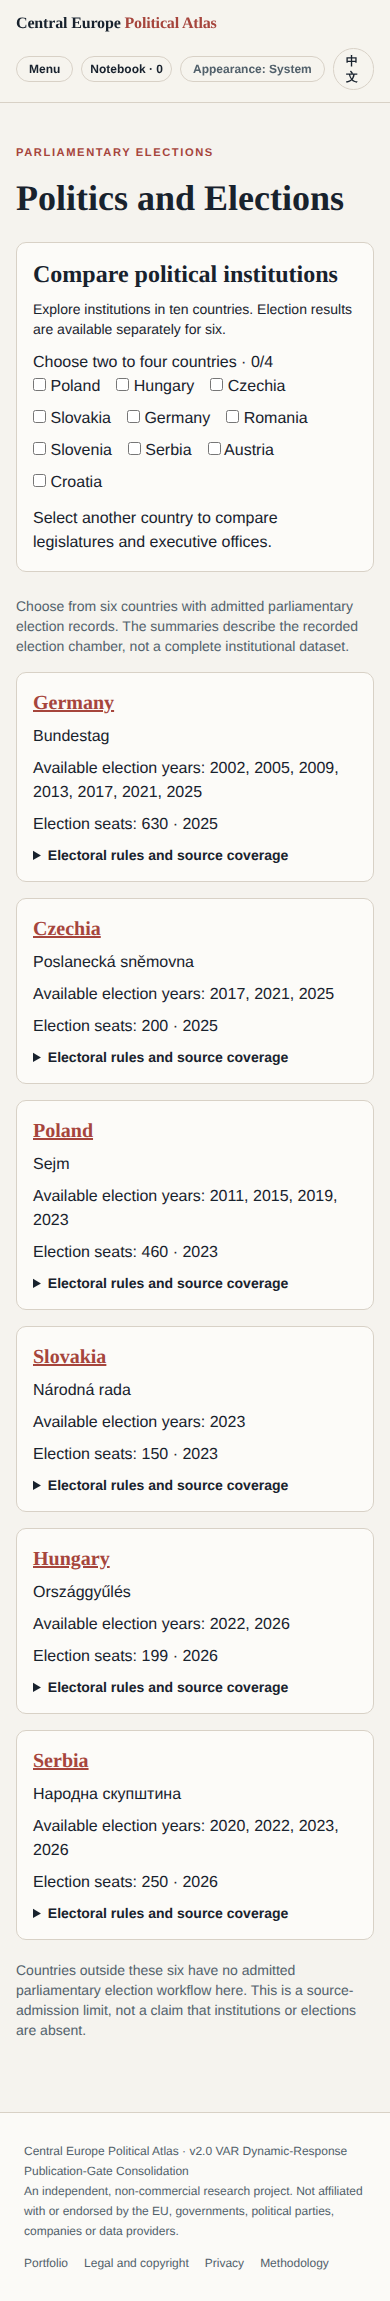 Central Europe Political Atlas
Menu
Notebook · 0
Appearance: System
中
文
PARLIAMENTARY ELECTIONS
Politics and Elections
Compare political institutions
Explore institutions in ten countries. Election results
are available separately for six.
Choose two to four countries · 0/4
Poland Hungary Czechia
Slovakia Germany Romania
Slovenia Serbia Austria
Croatia
Select another country to compare
legislatures and executive offices.
Choose from six countries with admitted parliamentary
election records. The summaries describe the recorded
election chamber, not a complete institutional dataset.
Germany
Bundestag
Available election years: 2002, 2005, 2009,
2013, 2017, 2021, 2025
Election seats: 630 · 2025
▶ Electoral rules and source coverage
Czechia
Poslanecká sněmovna
Available election years: 2017, 2021, 2025
Election seats: 200 · 2025
▶ Electoral rules and source coverage
Poland
Sejm
Available election years: 2011, 2015, 2019,
2023
Election seats: 460 · 2023
▶ Electoral rules and source coverage
Slovakia
Národná rada
Available election years: 2023
Election seats: 150 · 2023
▶ Electoral rules and source coverage
Hungary
Országgyűlés
Available election years: 2022, 2026
Election seats: 199 · 2026
▶ Electoral rules and source coverage
Serbia
Народна скупштина
Available election years: 2020, 2022, 2023,
2026
Election seats: 250 · 2026
▶ Electoral rules and source coverage
Countries outside these six have no admitted
parliamentary election workflow here. This is a source-
admission limit, not a claim that institutions or elections
are absent.
Central Europe Political Atlas · v2.0 VAR Dynamic-Response
Publication-Gate Consolidation
An independent, non-commercial research project. Not affiliated
with or endorsed by the EU, governments, political parties,
companies or data providers.
Portfolio Legal and copyright Privacy Methodology